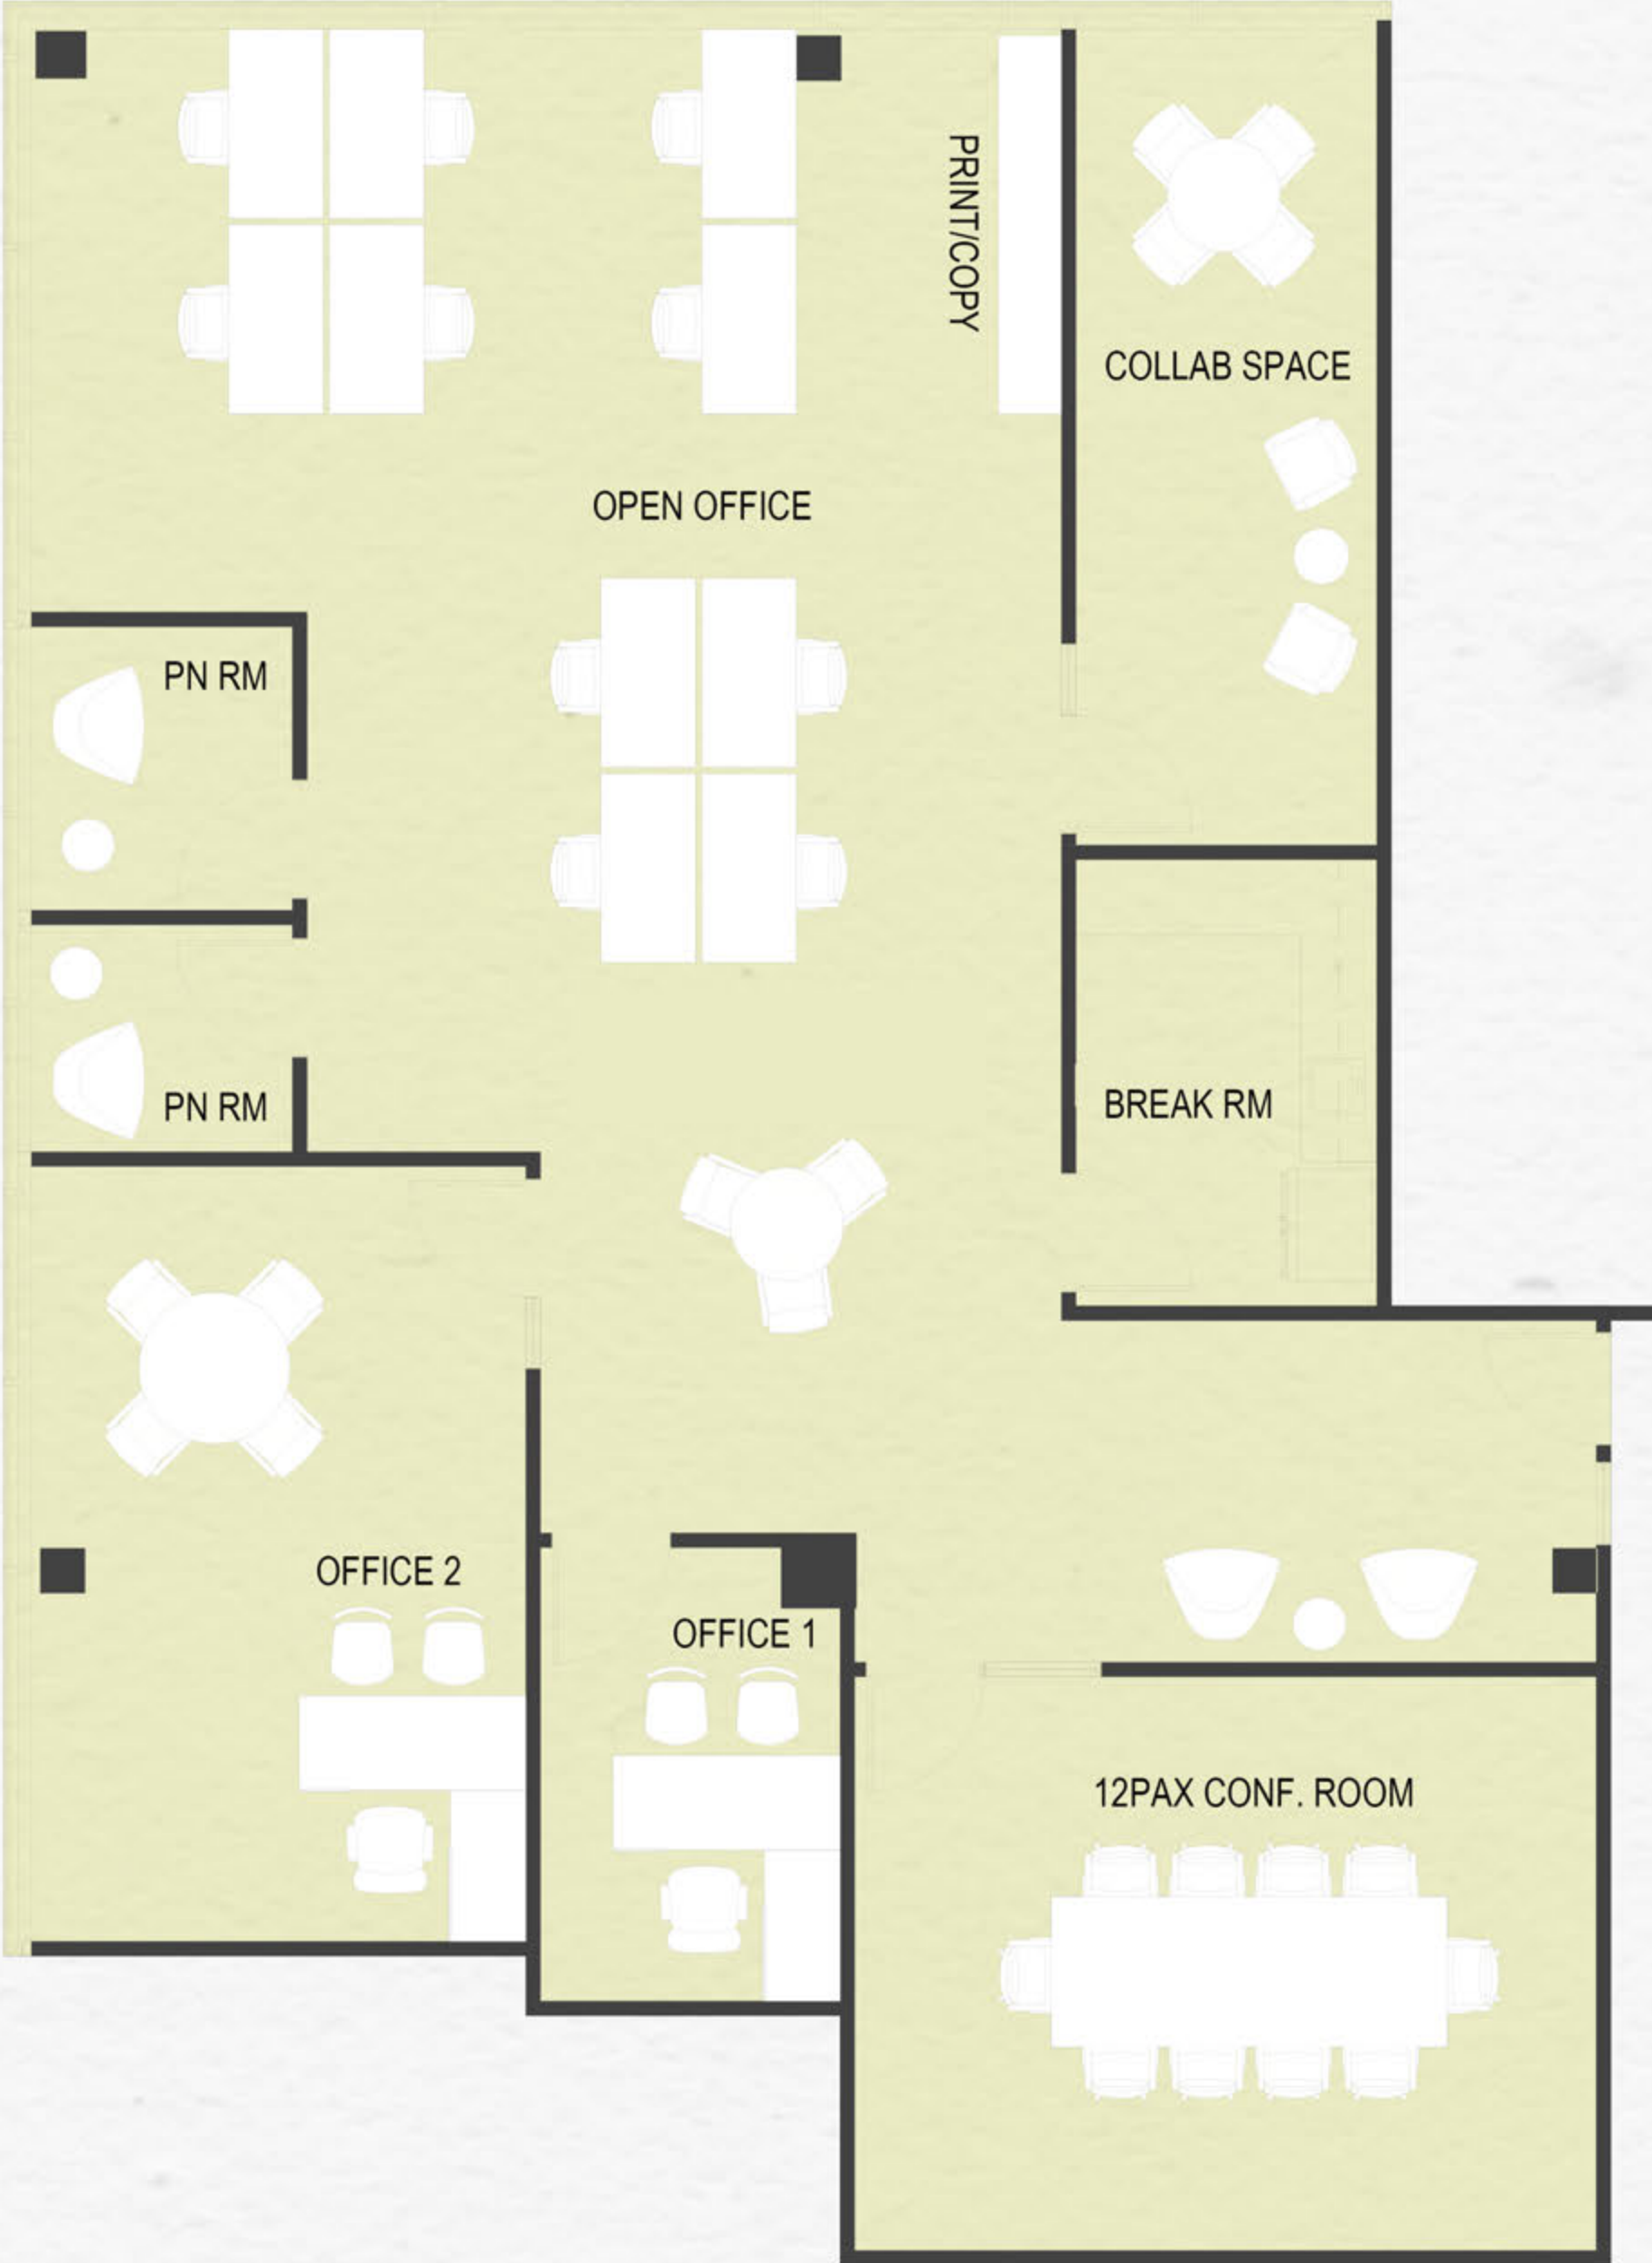 PRINT/COPY
COLLAB SPACE
OPEN OFFICE
PN RM
PN RM
BREAK RM
OFFICE 2
OFFICE 1
12PAX CONF. ROOM